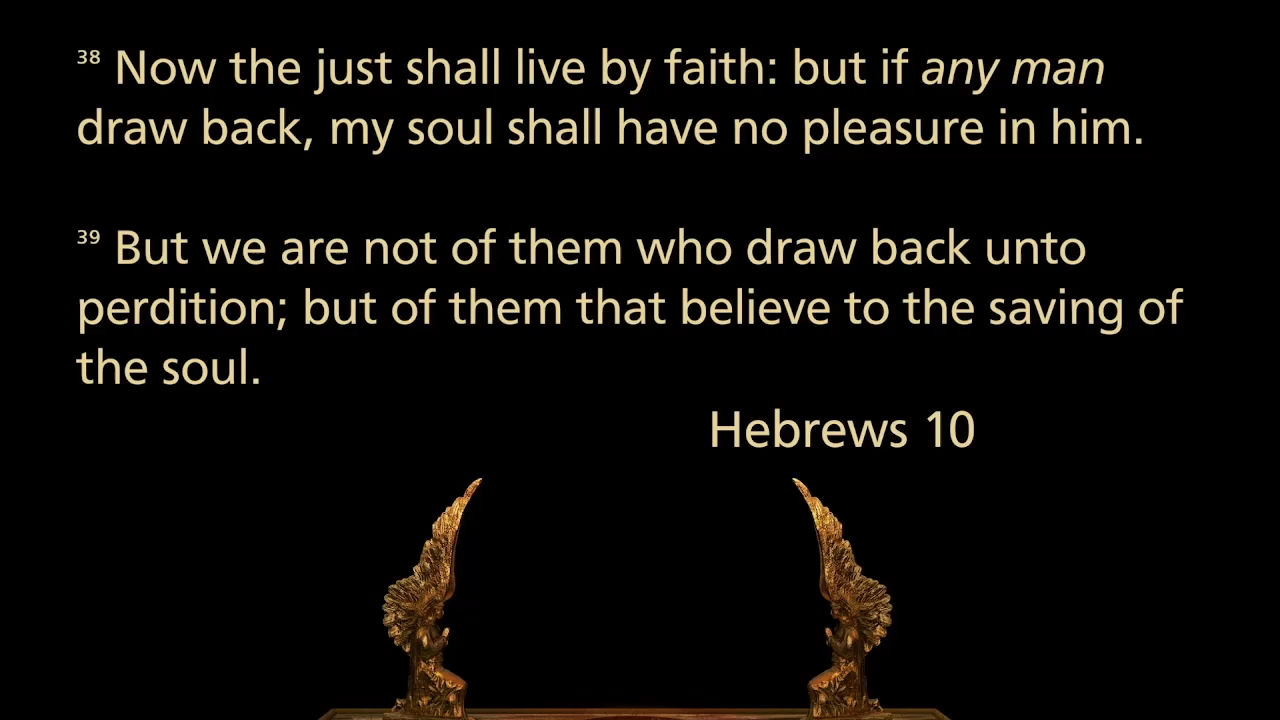 38 Now the just shall live by faith: but if any man
draw back, my soul shall have no pleasure in him.
39 But we are not of them who draw back unto
perdition; but of them that believe to the saving of
the soul.
Hebrews 10